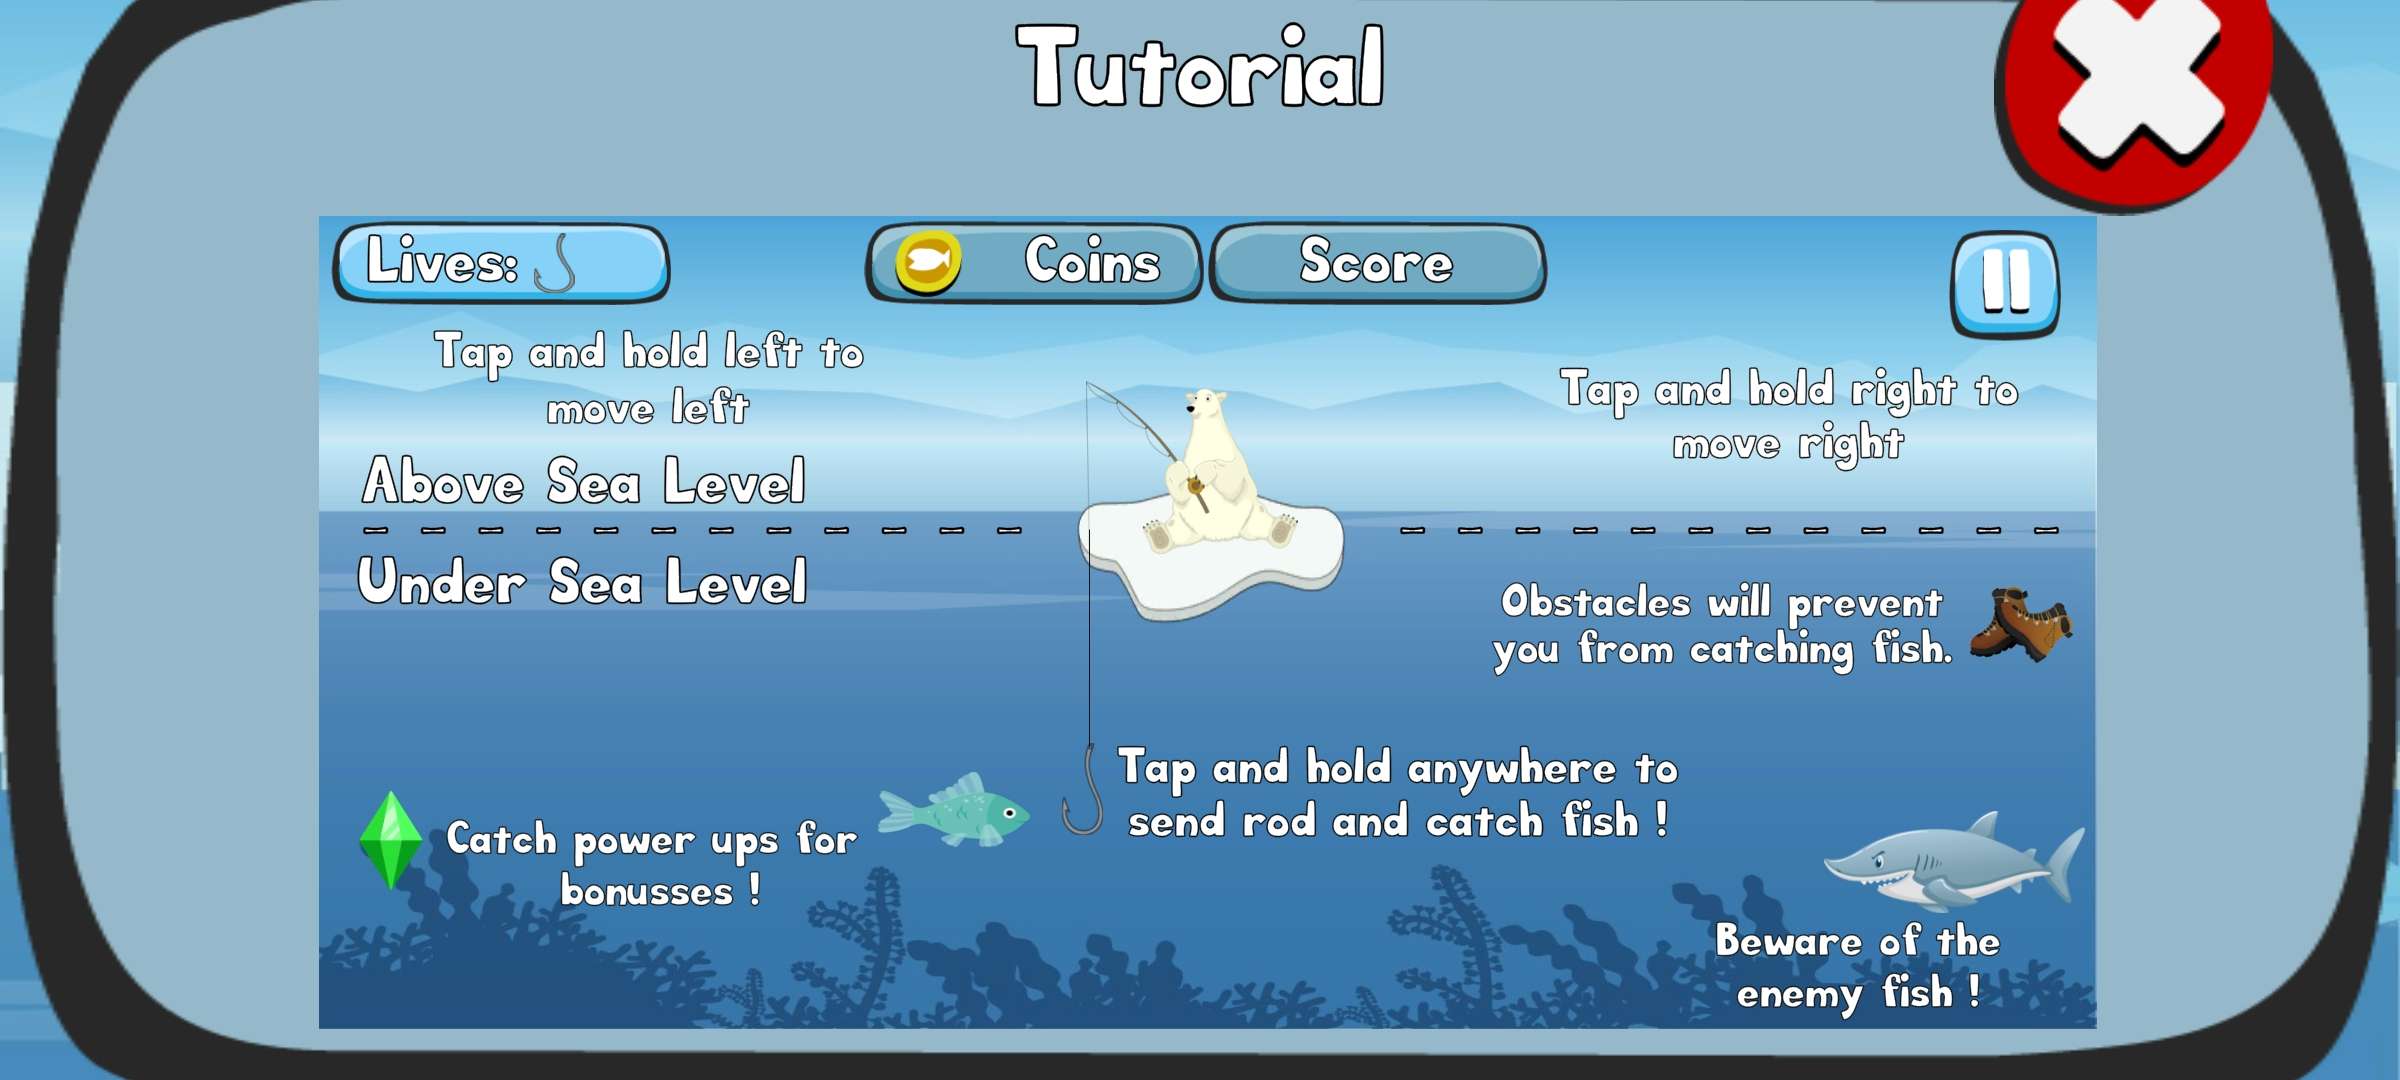 Tutorial
Lives:
Coins
Score
Tap and hold left to
move left
Tap and hold right to
move right
Above Sea Level
Under Sea Level
Obstacles will prevent
you from catching fish.
Tap and hold anywhere to
send rod and catch fish !
Catch power ups for
bonusses !
Beware of the
enemy fish !